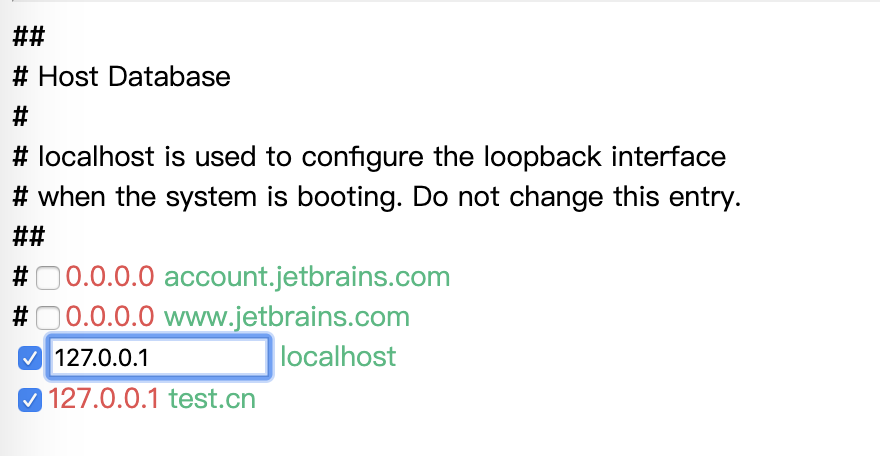 ##
# Host Database
#
# localhost is used to configure the loopback interface
# when the system is booting. Do not change this entry.
##
# 0.0.0.0 account.jetbrains.com
# 0.0.0.0 www.jetbrains.com
127.0.0.1 localhost
127.0.0.1 test.cn